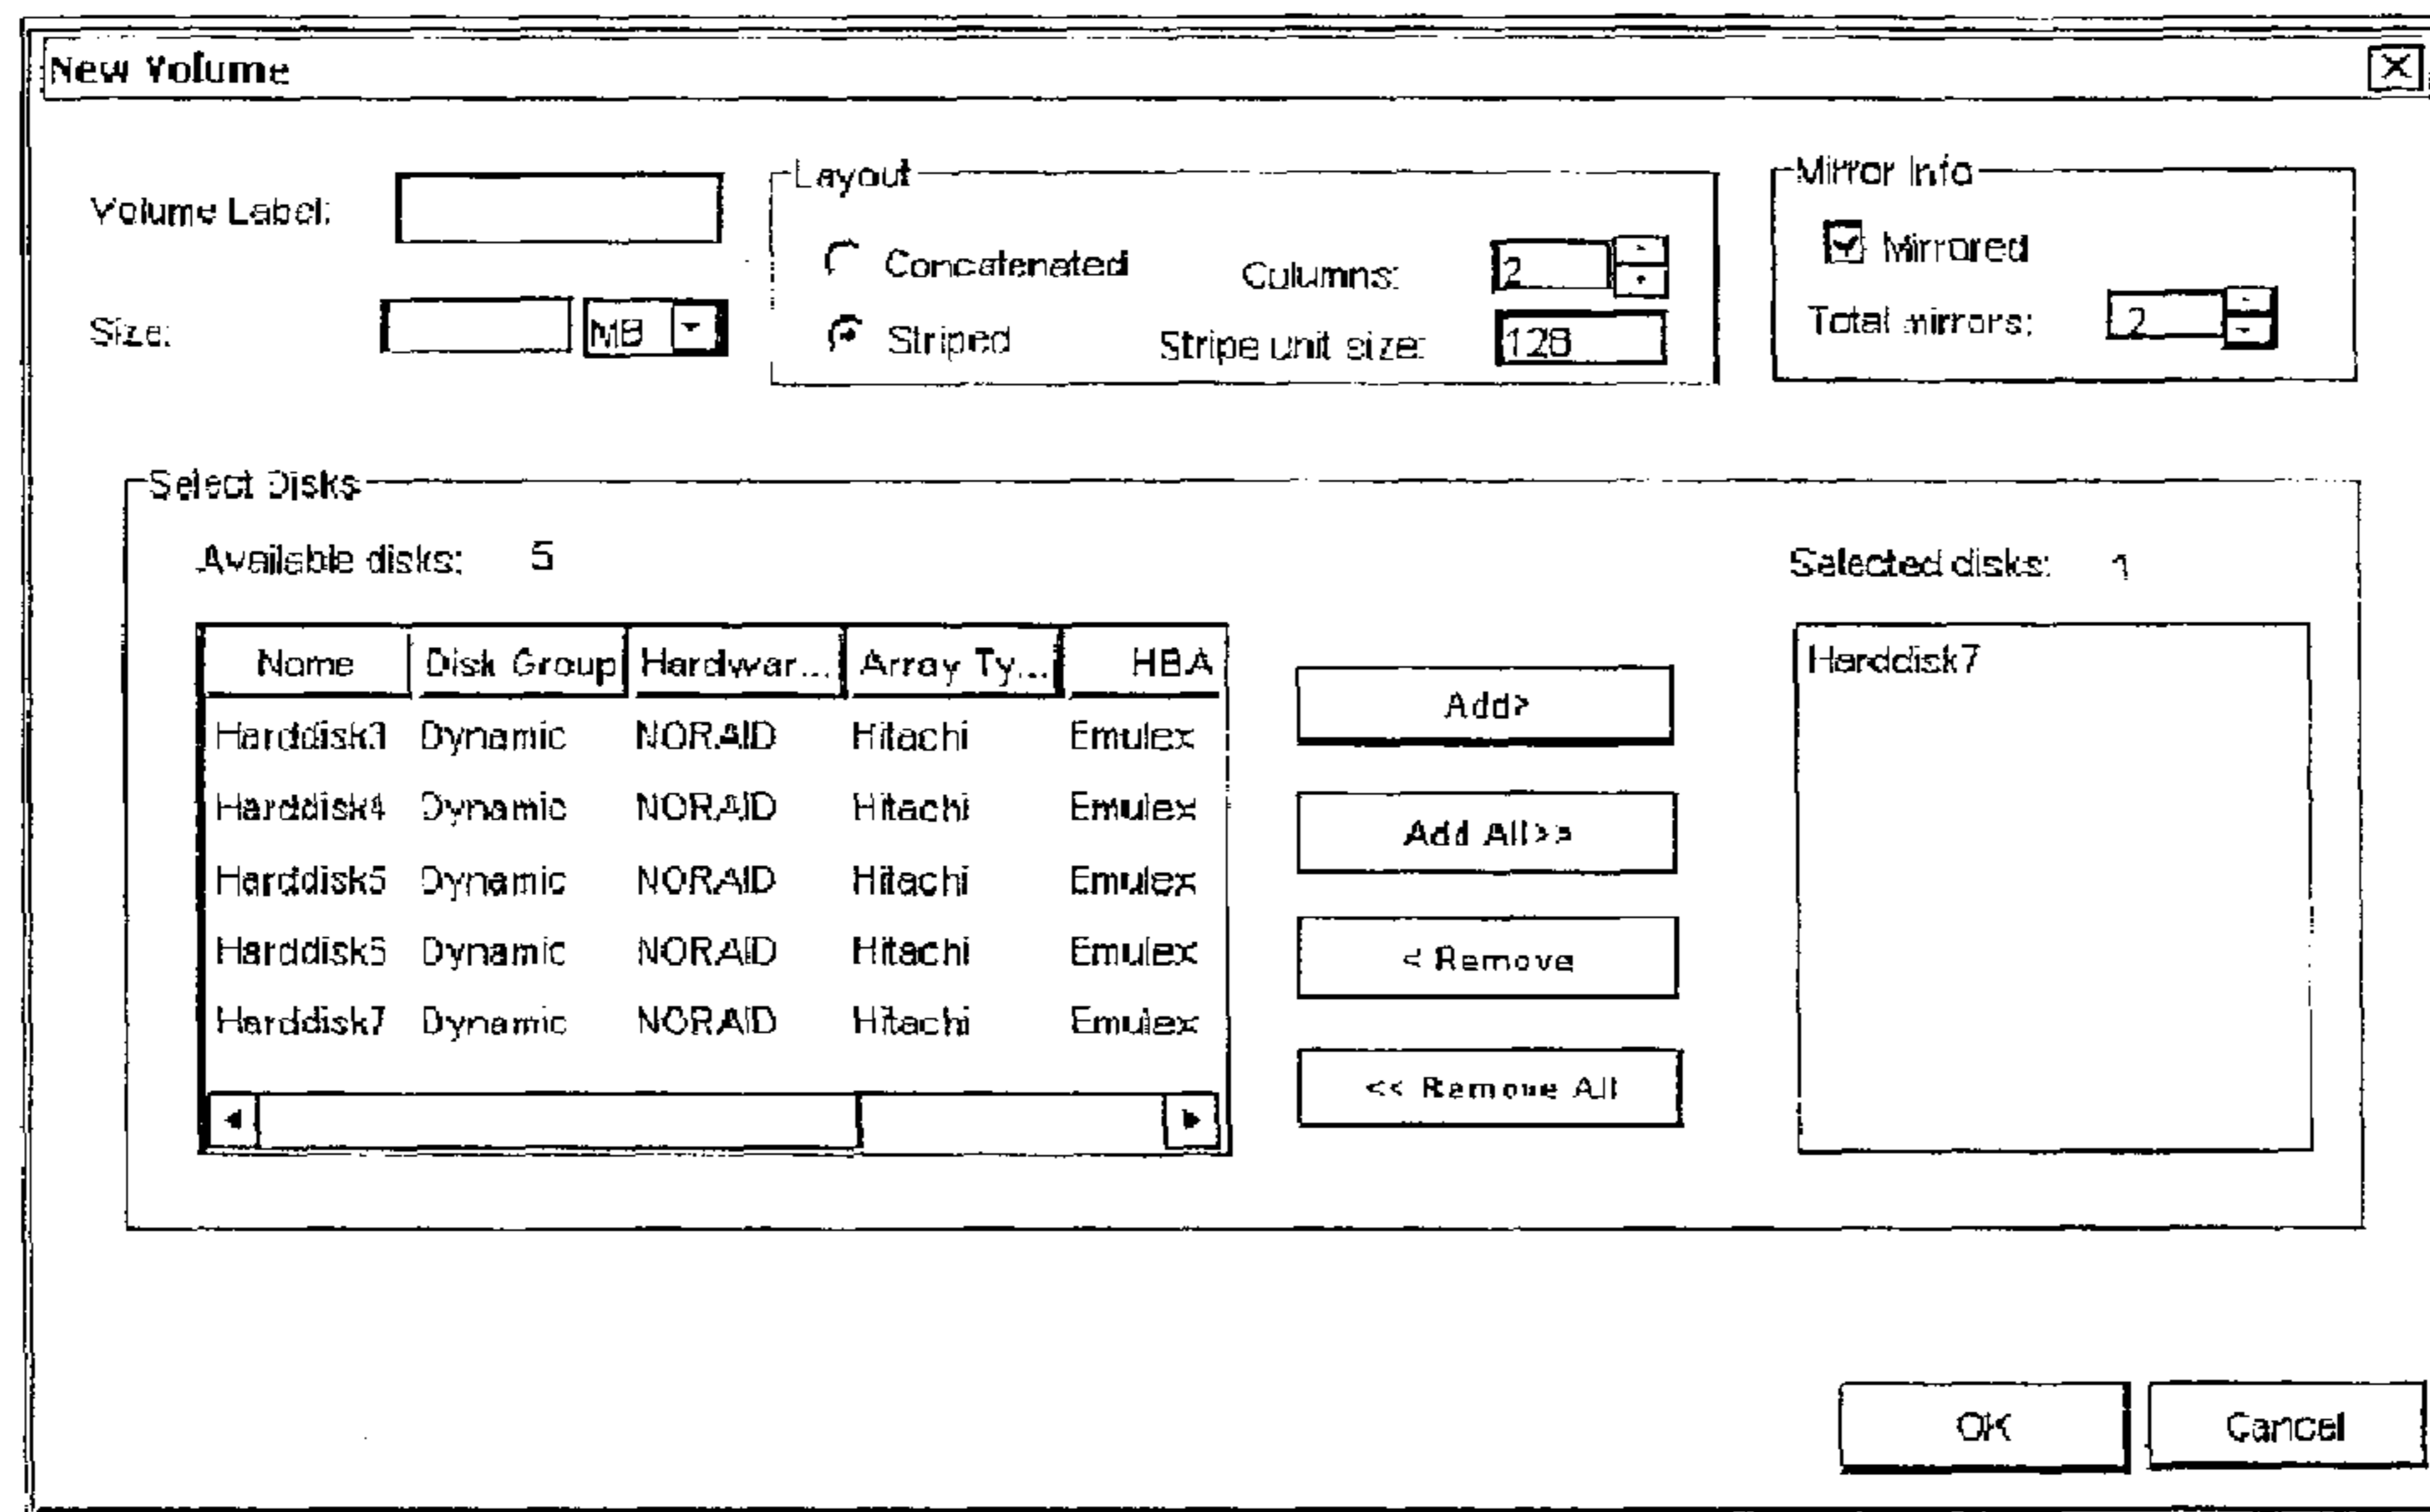 New Volume
Volume Label:
Size:
MB
Layout
Concatenated
Columns:
2
Striped
Stripe unit size:
128
Mirror Info
Mirrored
Total mirrors:
2
Select Disks
Available disks: 5
Name Disk Group Hardwar... Array Ty... HBA
Harddisk3 Dynamic NORAID Hitachi Emulex
Harddisk4 Dynamic NORAID Hitachi Emulex
Harddisk5 Dynamic NORAID Hitachi Emulex
Dynamic NORAID Hitachi Emulex
Harddisk7 Dynamic NORAID Hitachi Emulex
Add>
Add All>>
< Remove
<< Remove All
Selected disks: 1
Harddisk7
OK
Cancel